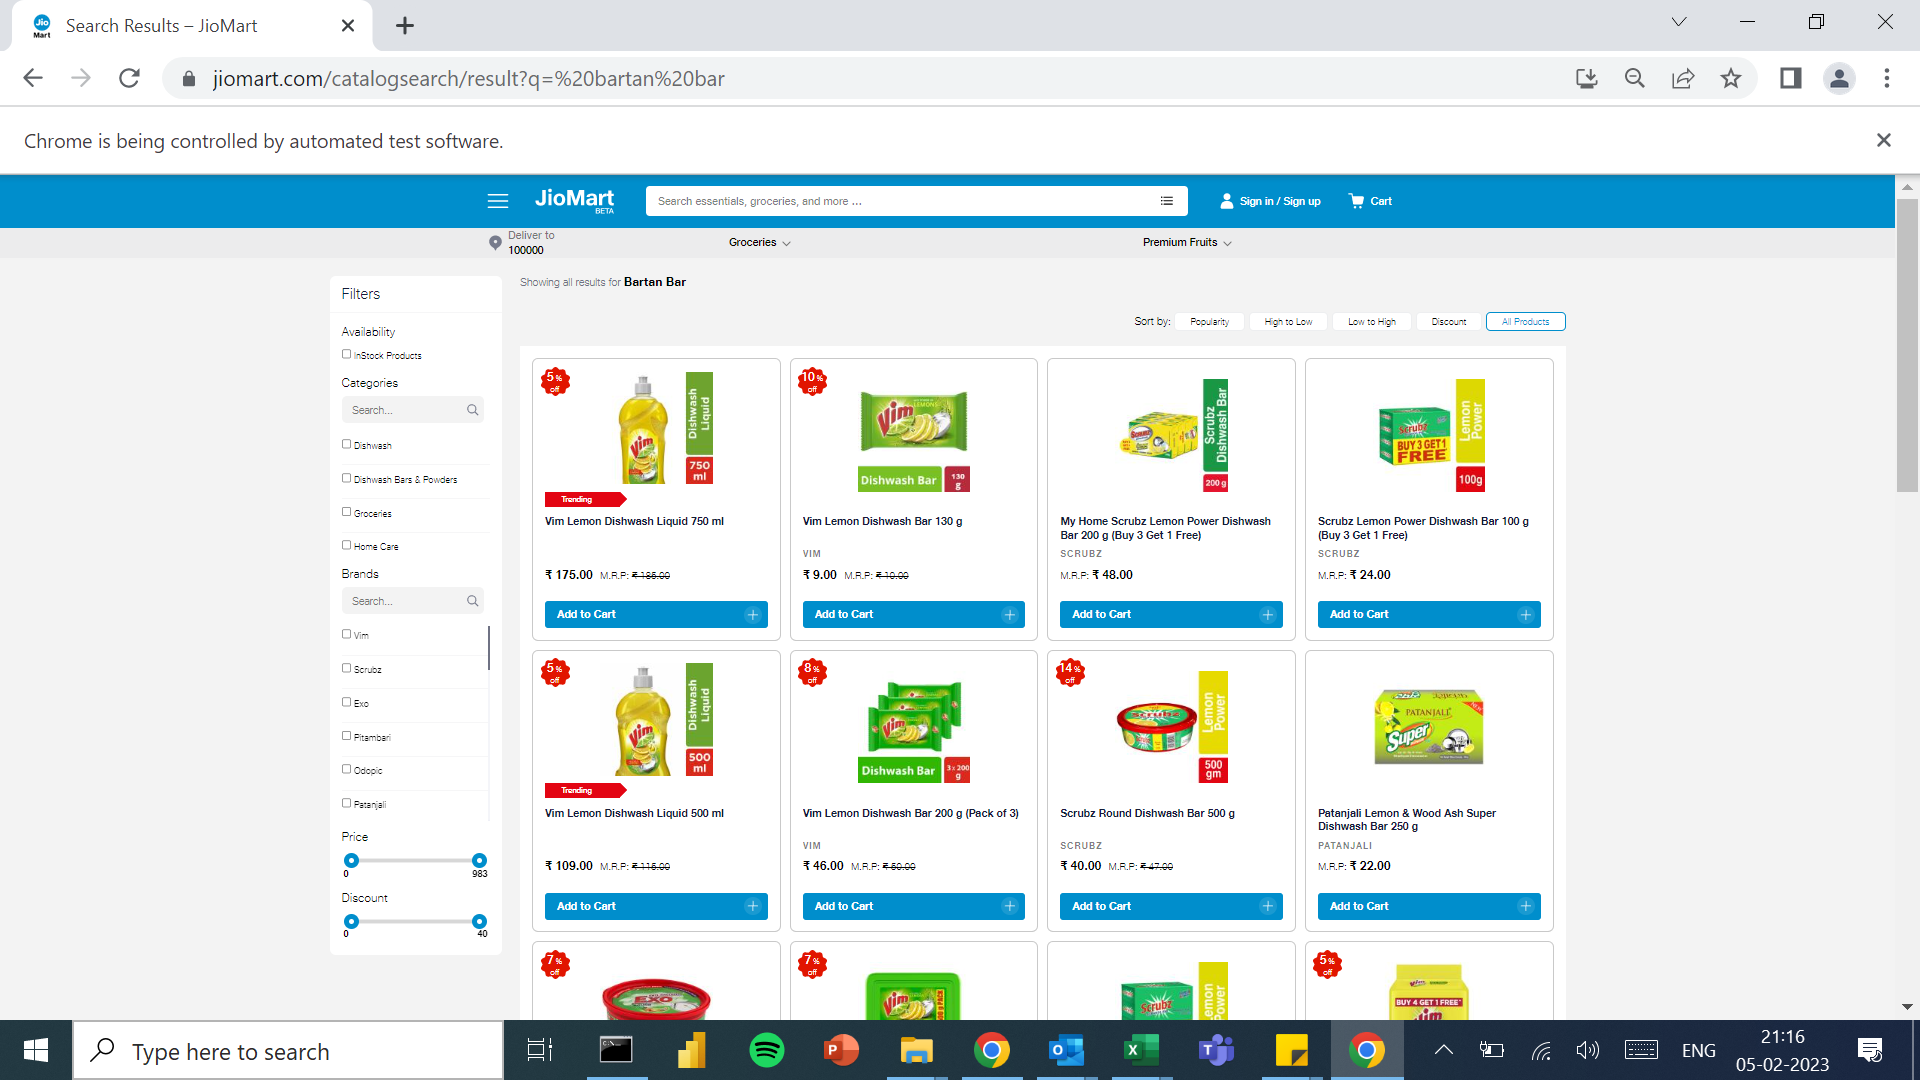 Search Results – JioMart
jiomart.com/catalogsearch/result?q=%20bartan%20bar
Chrome is being controlled by automated test software.
JioMart
BETA
Search essentials, groceries, and more ...
Sign in / Sign up
Cart
Deliver to
100000
Groceries
Premium Fruits
Showing all results for Bartan Bar
Sort by: Popularity High to Low Low to High Discount All Products
Filters
Availability
InStock Products
Categories
Search...
Dishwash
Dishwash Bars & Powders
Groceries
Home Care
Brands
Search...
Vim
Scrubz
Exo
Pitambari
Odopic
Patanjali
Price
0 983
Discount
0 40
5% off
Vim
Dishwash Liquid
750 ml
Trending
Vim Lemon Dishwash Liquid 750 ml
₹ 175.00 M.R.P: ₹ 185.00
Add to Cart
10% off
Vim
Dishwash Bar 130 g
Vim Lemon Dishwash Bar 130 g
VIM
₹ 9.00 M.R.P: ₹ 10.00
Add to Cart
Scrubz Dishwash Bar
200 g
My Home Scrubz Lemon Power Dishwash
Bar 200 g (Buy 3 Get 1 Free)
SCRUBZ
M.R.P: ₹ 48.00
Add to Cart
Scrubz
BUY 3 GET 1
FREE
Lemon Power
100g
Scrubz Lemon Power Dishwash Bar 100 g
(Buy 3 Get 1 Free)
SCRUBZ
M.R.P: ₹ 24.00
Add to Cart
5% off
Vim
Dishwash Liquid
500 ml
Trending
Vim Lemon Dishwash Liquid 500 ml
₹ 109.00 M.R.P: ₹ 115.00
Add to Cart
8% off
Vim
Dishwash Bar 3 x 200 g
Vim Lemon Dishwash Bar 200 g (Pack of 3)
VIM
₹ 46.00 M.R.P: ₹ 50.00
Add to Cart
14% off
Scrubz
Lemon Power
500 gm
Scrubz Round Dishwash Bar 500 g
SCRUBZ
₹ 40.00 M.R.P: ₹ 47.00
Add to Cart
PATANJALI
Super
NEW
Patanjali Lemon & Wood Ash Super
Dishwash Bar 250 g
PATANJALI
M.R.P: ₹ 22.00
Add to Cart
7% off
EXO
7% off
Vim
Scrubz
Lemon
5% off
BUY 4 GET 1 FREE
Vim
Type here to search
ENG
21:16
05-02-2023